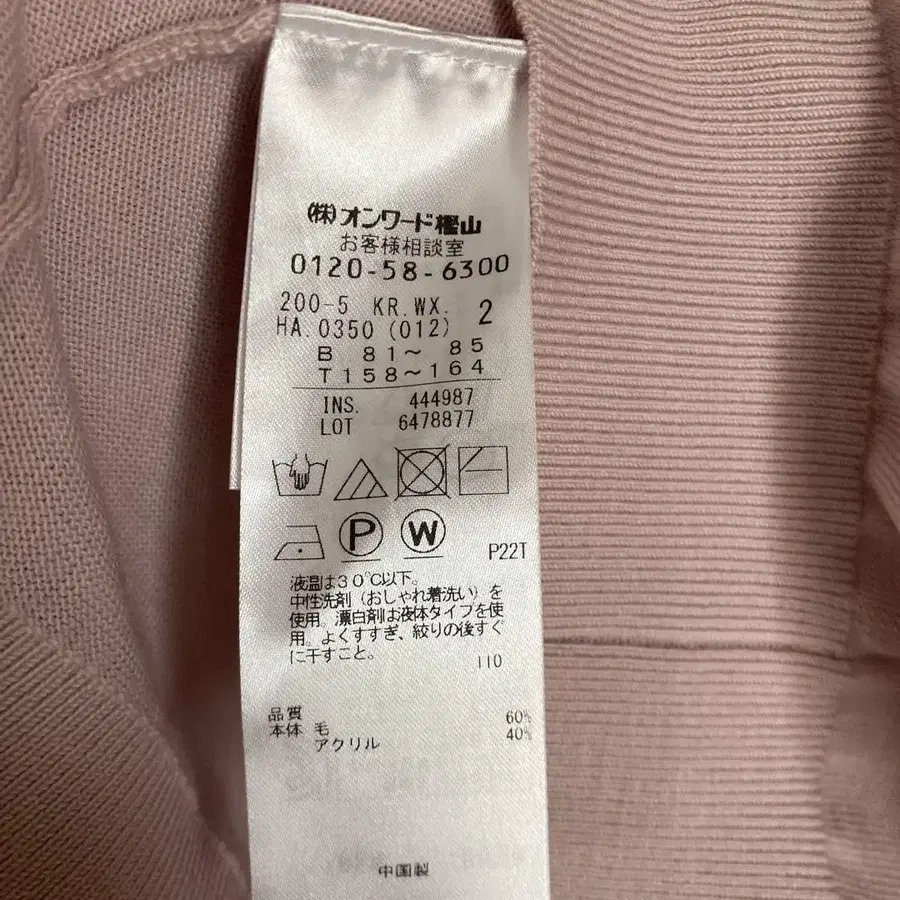 (株)オンワード樫山
お客様相談室
0120-58-6300
200-5 KR.WX. 2
HA.0350 (012)
B 81〜 85
T158〜164
INS. 444987
LOT 6478877
P W
P22T
液温は30℃以下。
中性洗剤(おしゃれ着洗い)を
使用。漂白剤は液体タイプを使
用。よくすすぎ、絞りの後すぐ
に干すこと。
110
品質
本体 毛 60%
アクリル 40%
中国製